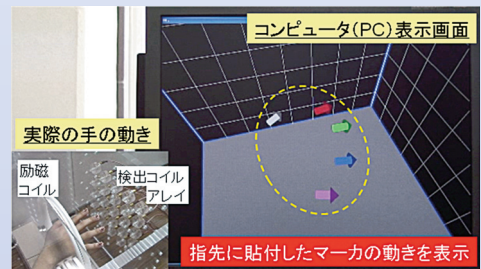 コンピュータ(PC)表示画面
実際の手の動き
励磁
コイル
検出コイル
アレイ
指先に貼付したマーカの動きを表示